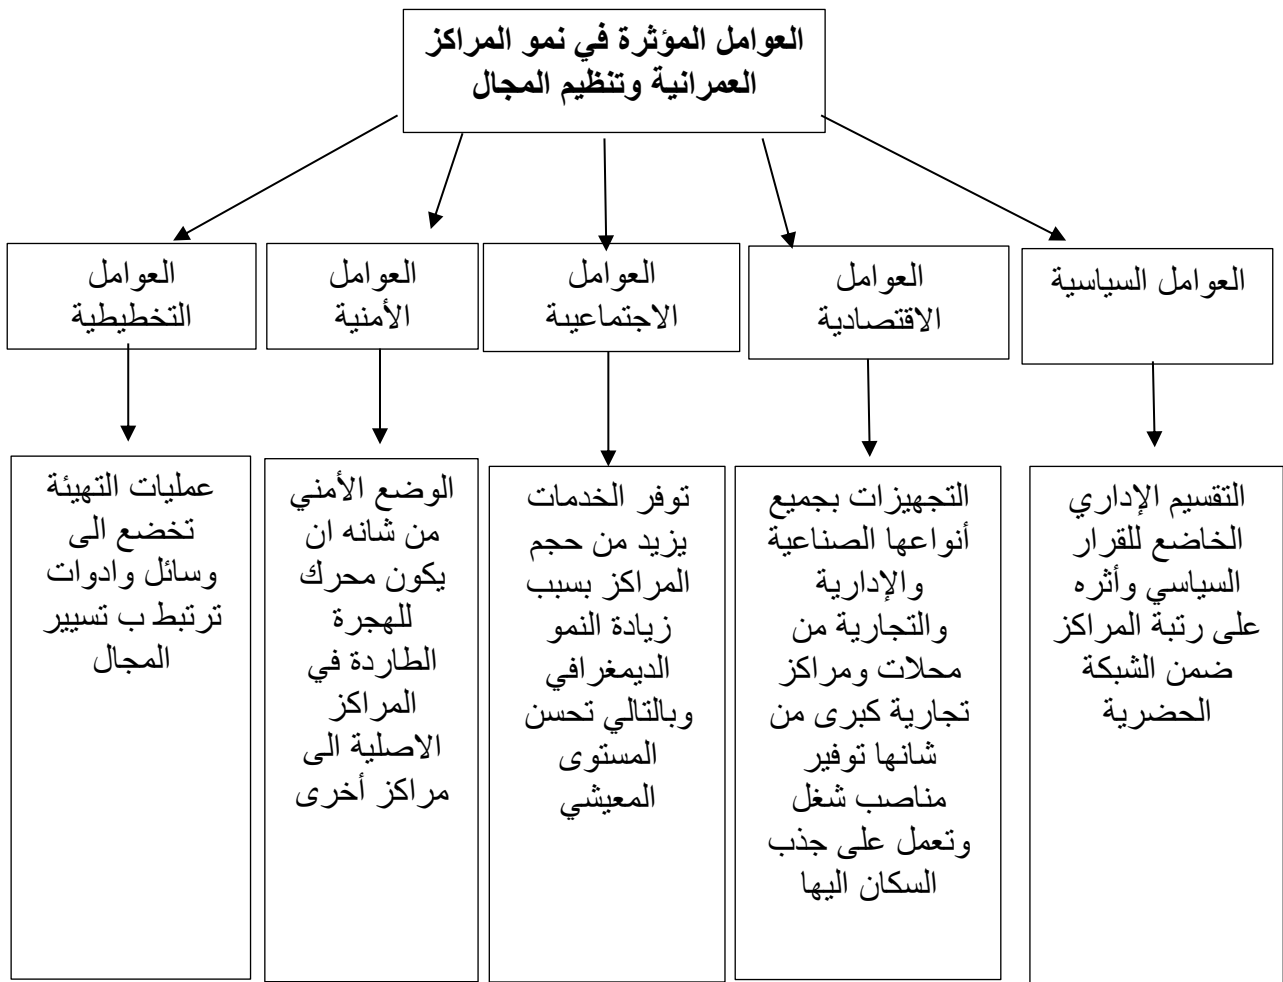 العوامل المؤثرة في نمو المراكز
العمرانية وتنظيم المجال
العوامل السياسية
العوامل
الاقتصادية
العوامل
الاجتماعيىة
العوامل
الأمنية
العوامل
التخطيطية
التقسيم الإداري
الخاضع للقرار
السياسي وأثره
على رتبة المراكز
ضمن الشبكة
الحضرية
التجهيزات بجميع
أنواعها الصناعية
والإدارية
والتجارية من
محلات ومراكز
تجارية كبرى من
شانها توفير
مناصب شغل
وتعمل على جذب
السكان اليها
توفر الخدمات
يزيد من حجم
المراكز بسبب
زيادة النمو
الديمغرافي
وبالتالي تحسن
المستوى
المعيشي
الوضع الأمني
من شانه ان
يكون محرك
للهجرة
الطاردة في
المراكز
الاصلية الى
مراكز أخرى
عمليات التهيئة
تخضع الى
وسائل وادوات
ترتبط ب تسيير
المجال